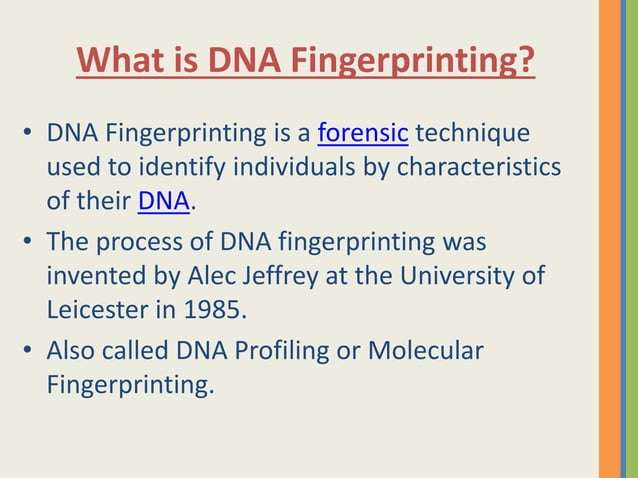 What is DNA Fingerprinting?
• DNA Fingerprinting is a forensic technique
used to identify individuals by characteristics
of their DNA.
• The process of DNA fingerprinting was
invented by Alec Jeffrey at the University of
Leicester in 1985.
• Also called DNA Profiling or Molecular
Fingerprinting.